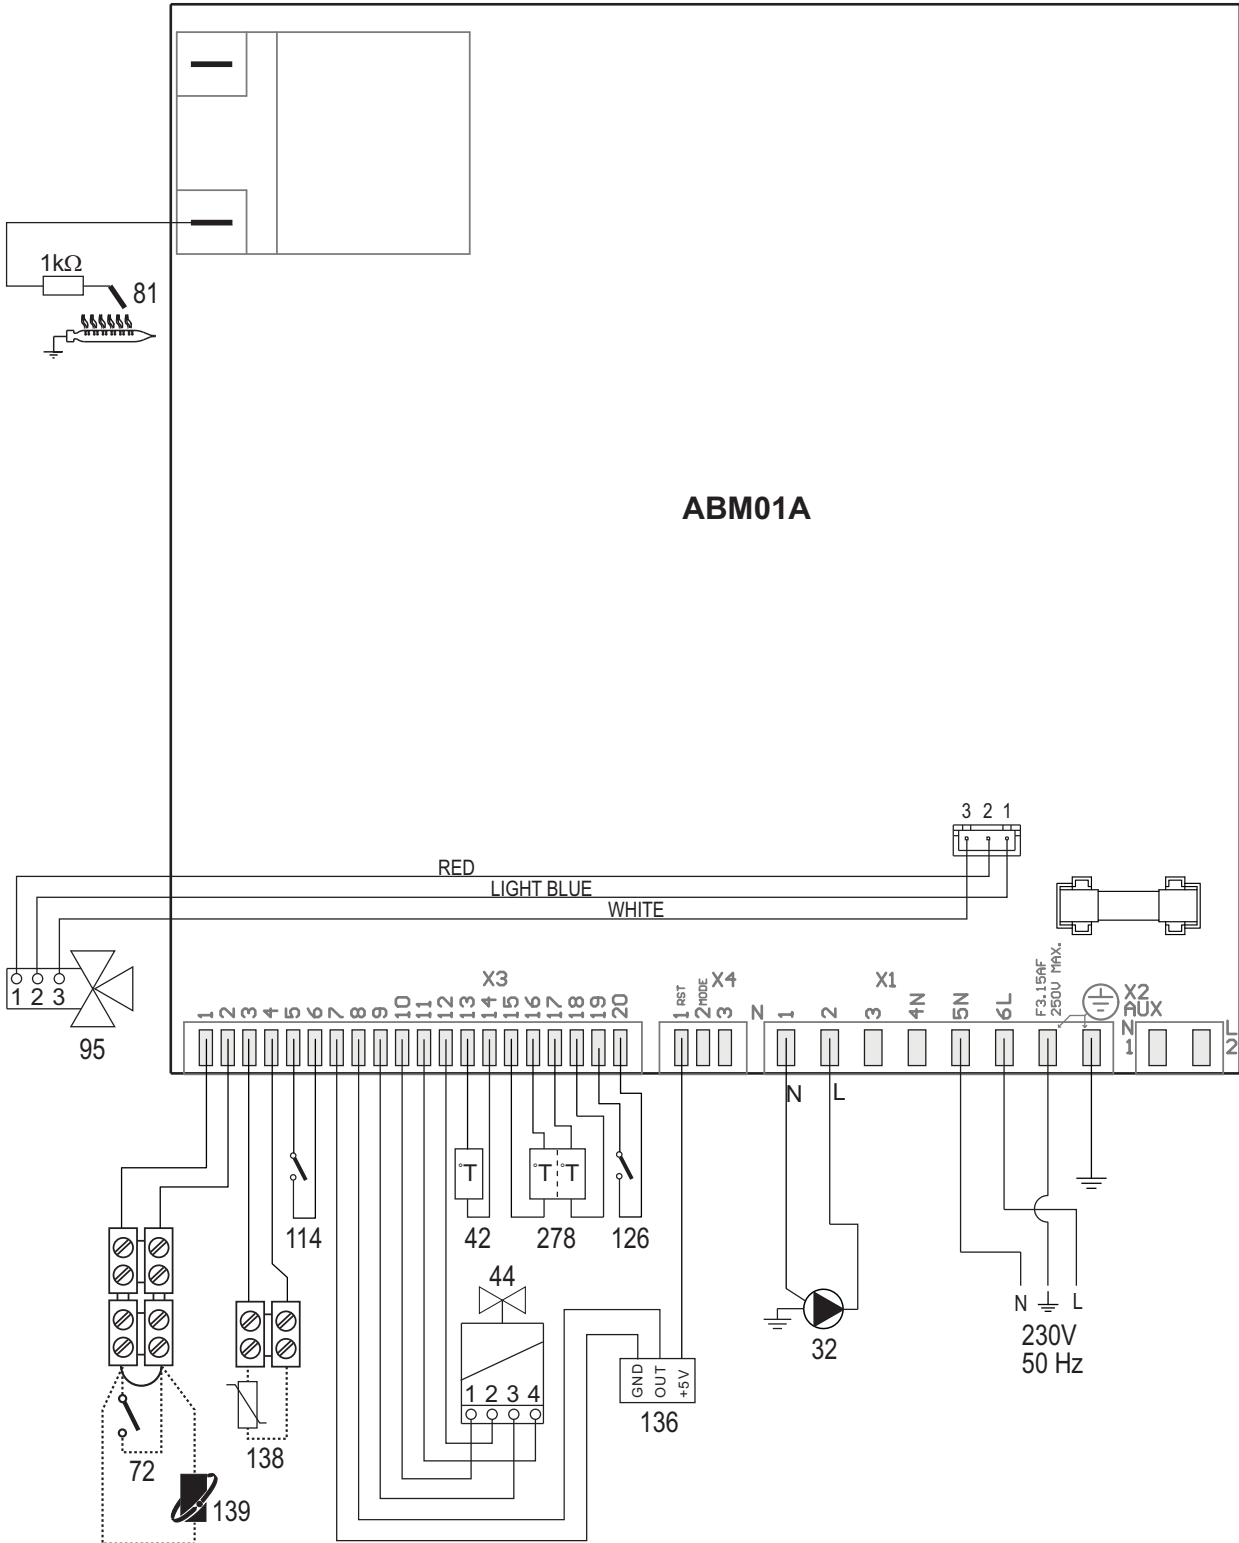 1kΩ
81
ABM01A
3 2 1
RED
LIGHT BLUE
WHITE
1 2 3
95
X3
1 2 3 4 5 6 7 8 9 10 11 12 13 14 15 16 17 18 19 20
X4
1 RST
2 MODE
3
N
X1
1 2 3 4N 5N 6L
F3.15AF
250V MAX.
X2
AUX
N
1
L
2
N L
°T
°T °T
114
42
278
126
44
1 2 3 4
GND
OUT
+5V
136
32
N L
230V
50 Hz
72
138
139